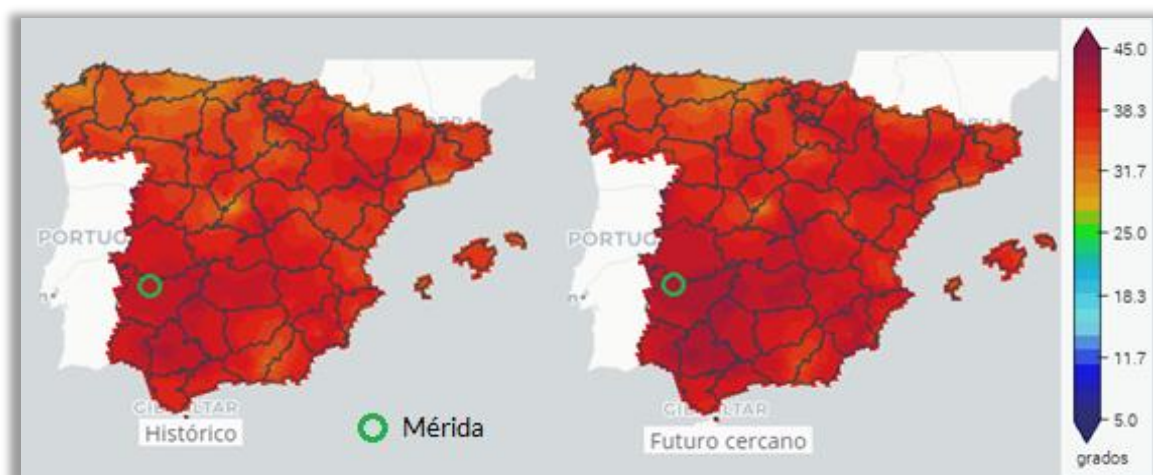 PORTUG
GIBRALTAR
Histórico
Mérida
PORTUG
GIBRALTAR
Futuro cercano
45.0
38.3
31.7
25.0
18.3
11.7
5.0
grados